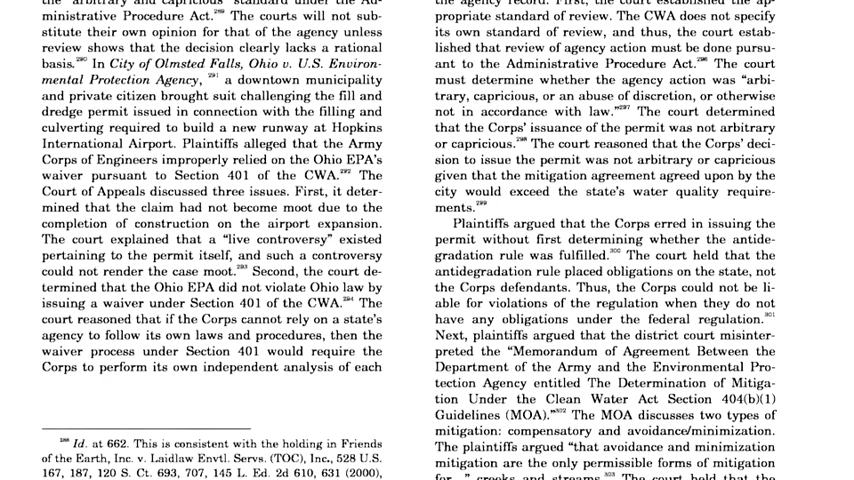 the "arbitrary and capricious" standard under the Ad-
ministrative Procedure Act.²⁸⁹ The courts will not sub-
stitute their own opinion for that of the agency unless
review shows that the decision clearly lacks a rational
basis.²⁹⁰ In City of Olmsted Falls, Ohio v. U.S. Environ-
mental Protection Agency, ²⁹¹ a downtown municipality
and private citizen brought suit challenging the fill and
dredge permit issued in connection with the filling and
culverting required to build a new runway at Hopkins
International Airport. Plaintiffs alleged that the Army
Corps of Engineers improperly relied on the Ohio EPA's
waiver pursuant to Section 401 of the CWA.²⁹² The
Court of Appeals discussed three issues. First, it deter-
mined that the claim had not become moot due to the
completion of construction on the airport expansion.
The court explained that a "live controversy" existed
pertaining to the permit itself, and such a controversy
could not render the case moot.²⁹³ Second, the court de-
termined that the Ohio EPA did not violate Ohio law by
issuing a waiver under Section 401 of the CWA.²⁹⁴ The
court reasoned that if the Corps cannot rely on a state's
agency to follow its own laws and procedures, then the
waiver process under Section 401 would require the
Corps to perform its own independent analysis of each
²⁸⁸ Id. at 662. This is consistent with the holding in Friends
of the Earth, Inc. v. Laidlaw Envtl. Servs. (TOC), Inc., 528 U.S.
167, 187, 120 S. Ct. 693, 707, 145 L. Ed. 2d 610, 631 (2000),
the agency record. First, the court established the ap-
propriate standard of review. The CWA does not specify
its own standard of review, and thus, the court estab-
lished that review of agency action must be done pursu-
ant to the Administrative Procedure Act.²⁹⁶ The court
must determine whether the agency action was "arbi-
trary, capricious, or an abuse of discretion, or otherwise
not in accordance with law."²⁹⁷ The court determined
that the Corps' issuance of the permit was not arbitrary
or capricious.²⁹⁸ The court reasoned that the Corps' deci-
sion to issue the permit was not arbitrary or capricious
given that the mitigation agreement agreed upon by the
city would exceed the state's water quality require-
ments.²⁹⁹
Plaintiffs argued that the Corps erred in issuing the
permit without first determining whether the antide-
gradation rule was fulfilled.³⁰⁰ The court held that the
antidegradation rule placed obligations on the state, not
the Corps defendants. Thus, the Corps could not be li-
able for violations of the regulation when they do not
have any obligations under the federal regulation.³⁰¹
Next, plaintiffs argued that the district court misinter-
preted the "Memorandum of Agreement Between the
Department of the Army and the Environmental Pro-
tection Agency entitled The Determination of Mitiga-
tion Under the Clean Water Act Section 404(b)(1)
Guidelines (MOA)."³⁰² The MOA discusses two types of
mitigation: compensatory and avoidance/minimization.
The plaintiffs argued "that avoidance and minimization
mitigation are the only permissible forms of mitigation
for ..." creeks and streams.³⁰³ The court held that the